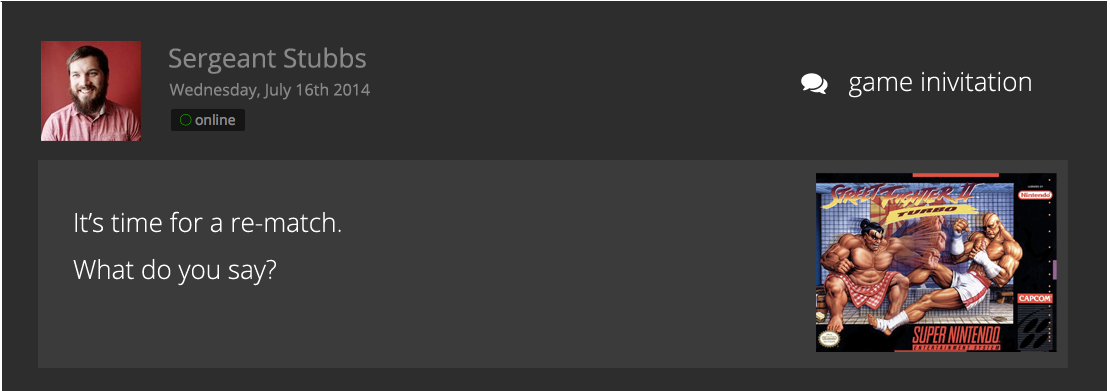 Sergeant Stubbs
Wednesday, July 16th 2014
online
game inivitation
It’s time for a re-match.
What do you say?
STREET FIGHTER II
TURBO
Nintendo
CAPCOM
SUPER NINTENDO
ENTERTAINMENT SYSTEM